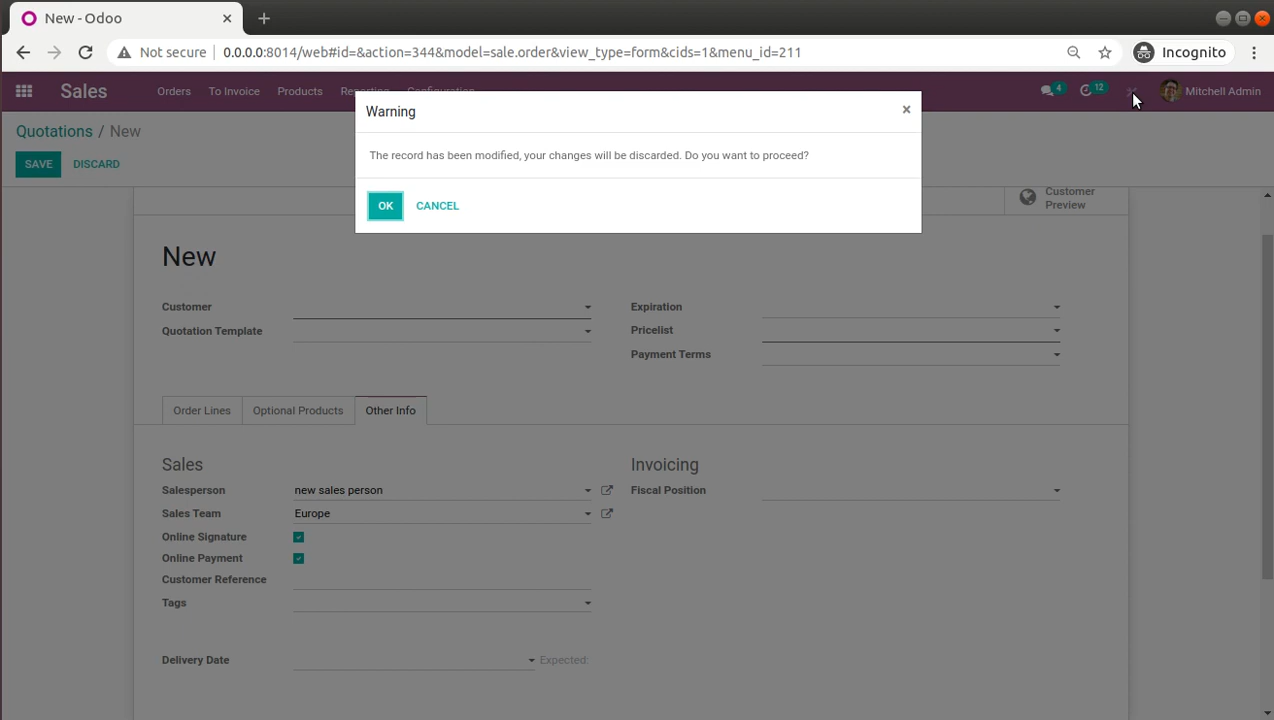 New - Odoo
Not secure 0.0.0.0:8014/web#id=&action=344&model=sale.order&view_type=form&cids=1&menu_id=211 Incognito
Sales Orders To Invoice Products Reporting Configuration 4 12 Mitchell Admin
Warning
Quotations / New
The record has been modified, your changes will be discarded. Do you want to proceed?
SAVE DISCARD
OK CANCEL
Customer
Preview
New
Customer Expiration
Quotation Template Pricelist
Payment Terms
Order Lines Optional Products Other Info
Sales Invoicing
Salesperson new sales person Fiscal Position
Sales Team Europe
Online Signature
Online Payment
Customer Reference
Tags
Delivery Date Expected: